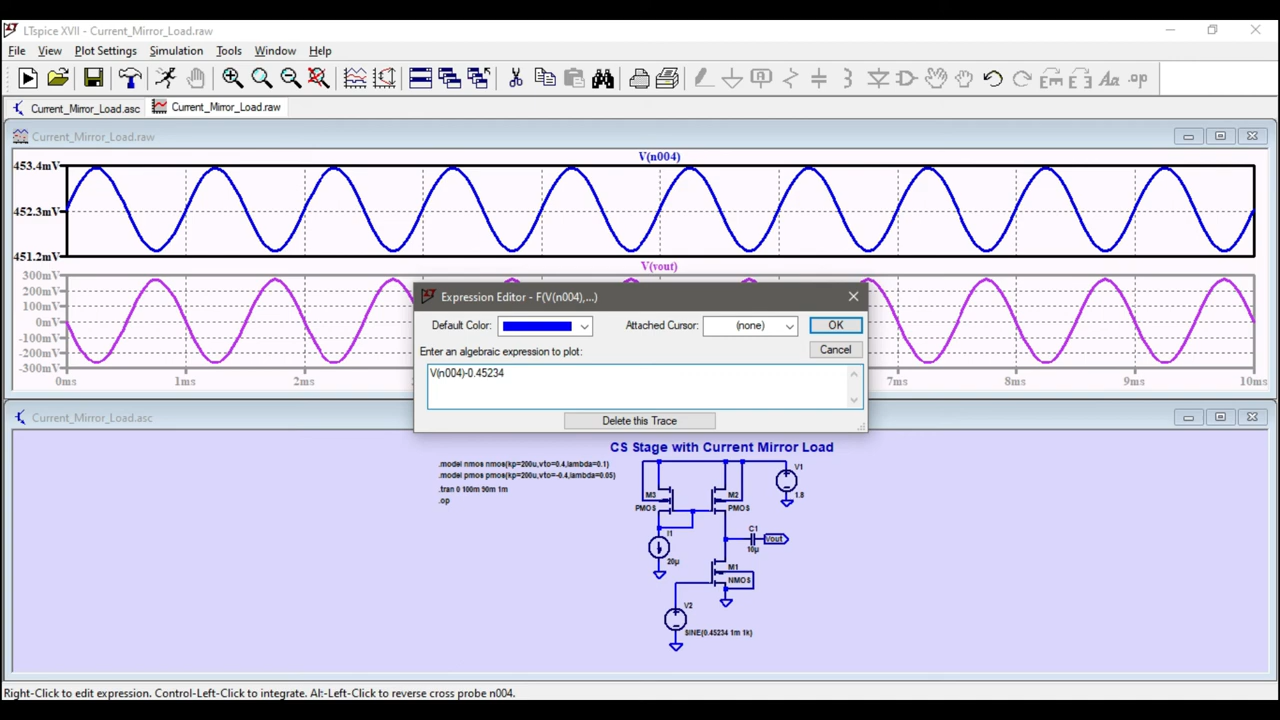 LTspice XVII - Current_Mirror_Load.raw
File View Plot Settings Simulation Tools Window Help
Current_Mirror_Load.asc Current_Mirror_Load.raw
Current_Mirror_Load.raw
V(n004)
453.4mV
452.3mV
451.2mV
V(vout)
300mV
200mV
100mV
0mV
-100mV
-200mV
-300mV
0ms 1ms 2ms 7ms 8ms 9ms 10ms
Expression Editor - F(V(n004),...)
Default Color: Attached Cursor: (none) OK
Enter an algebraic expression to plot: Cancel
V(n004)-0.45234
Delete this Trace
Current_Mirror_Load.asc
CS Stage with Current Mirror Load
.model nmos nmos(kp=200u,vto=0.4,lambda=0.1)
.model pmos pmos(kp=200u,vto=-0.4,lambda=0.05)
.tran 0 100m 90m 1m
.op
V1
1.8
M3
PMOS
M2
PMOS
I1
20µ
C1
10µ
Vout
M1
NMOS
V2
SINE(0.45234 1m 1k)
Right-Click to edit expression. Control-Left-Click to integrate. Alt-Left-Click to reverse cross probe n004.